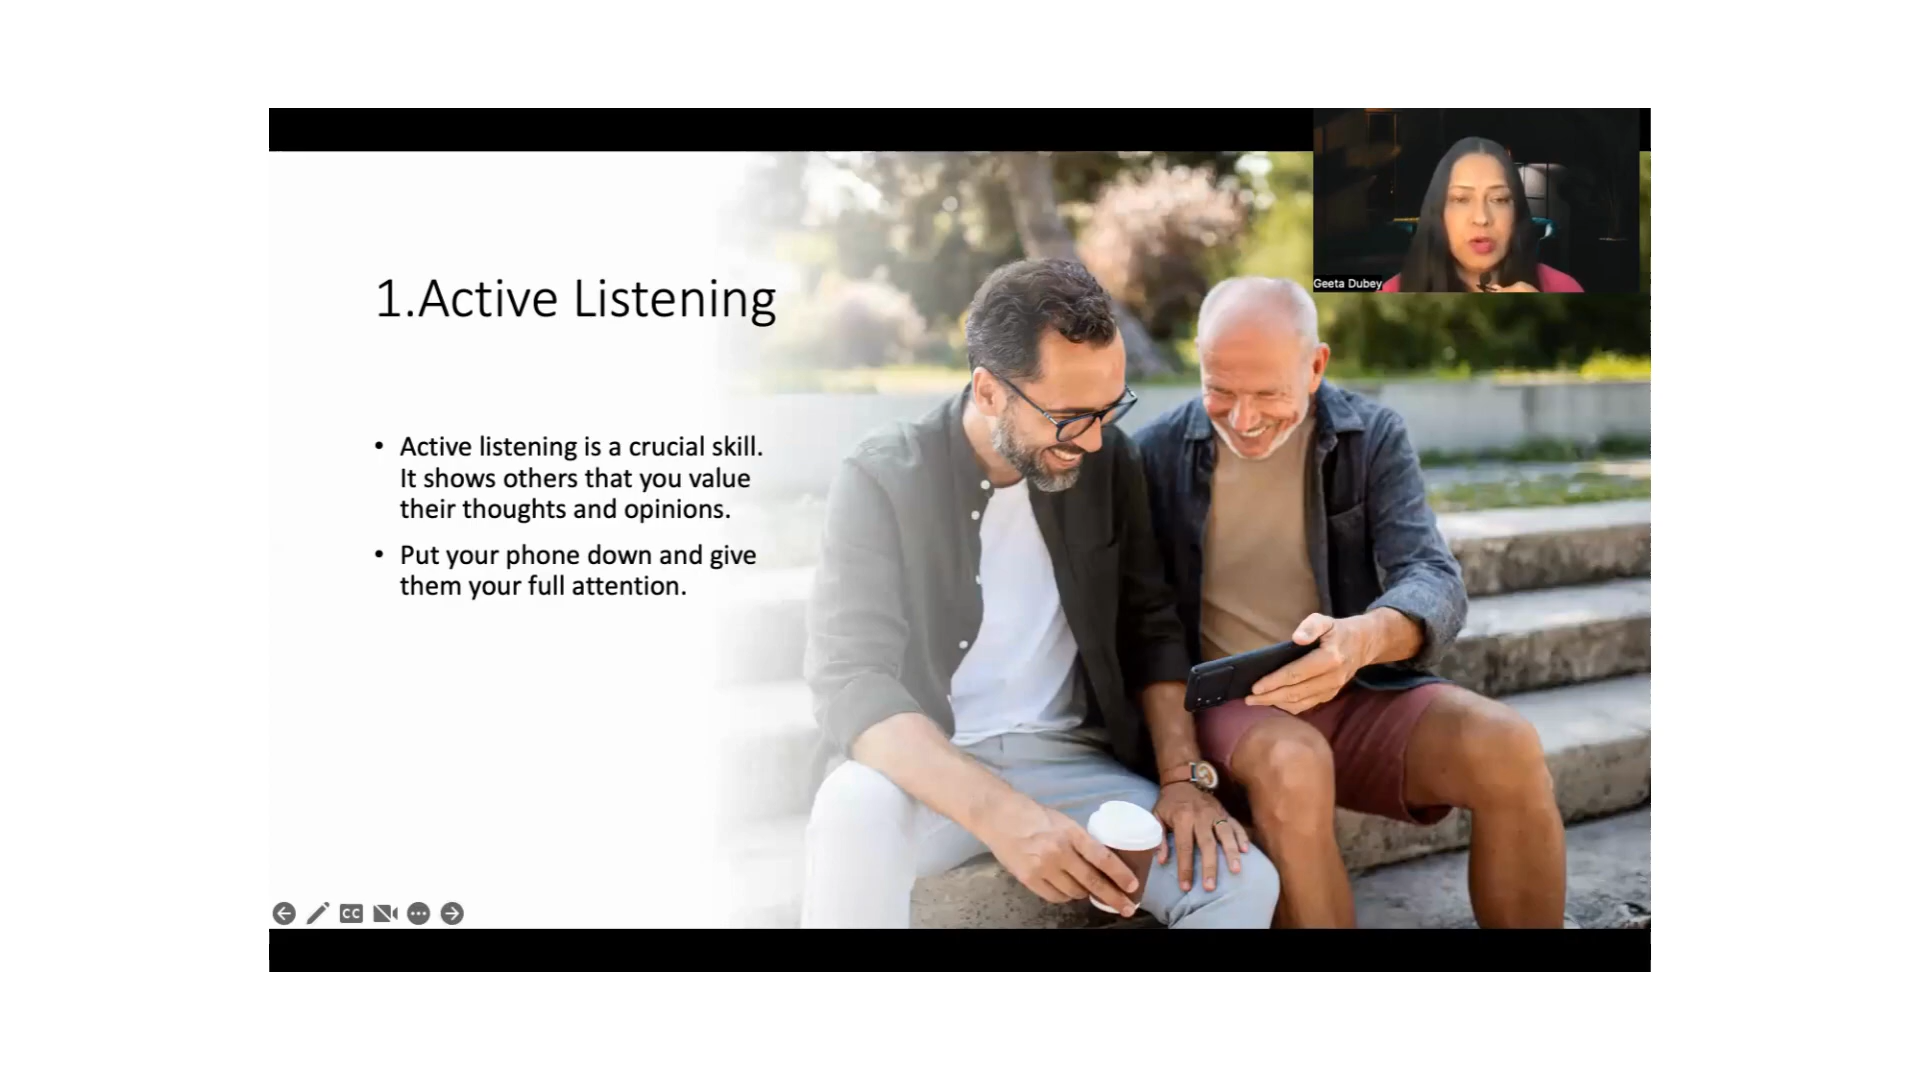 Geeta Dubey
1.Active Listening
• Active listening is a crucial skill.
It shows others that you value
their thoughts and opinions.
• Put your phone down and give
them your full attention.
CC